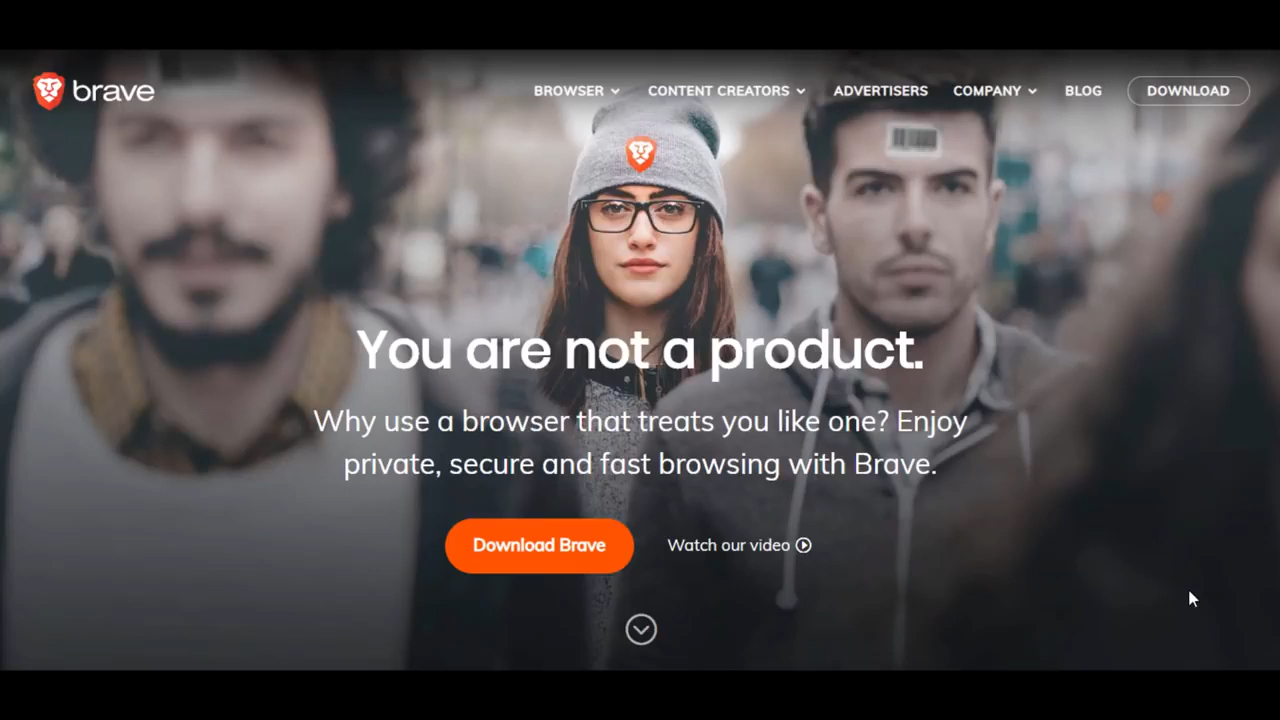 brave
BROWSER CONTENT CREATORS ADVERTISERS COMPANY BLOG DOWNLOAD
You are not a product.
Why use a browser that treats you like one? Enjoy
private, secure and fast browsing with Brave.
Download Brave Watch our video